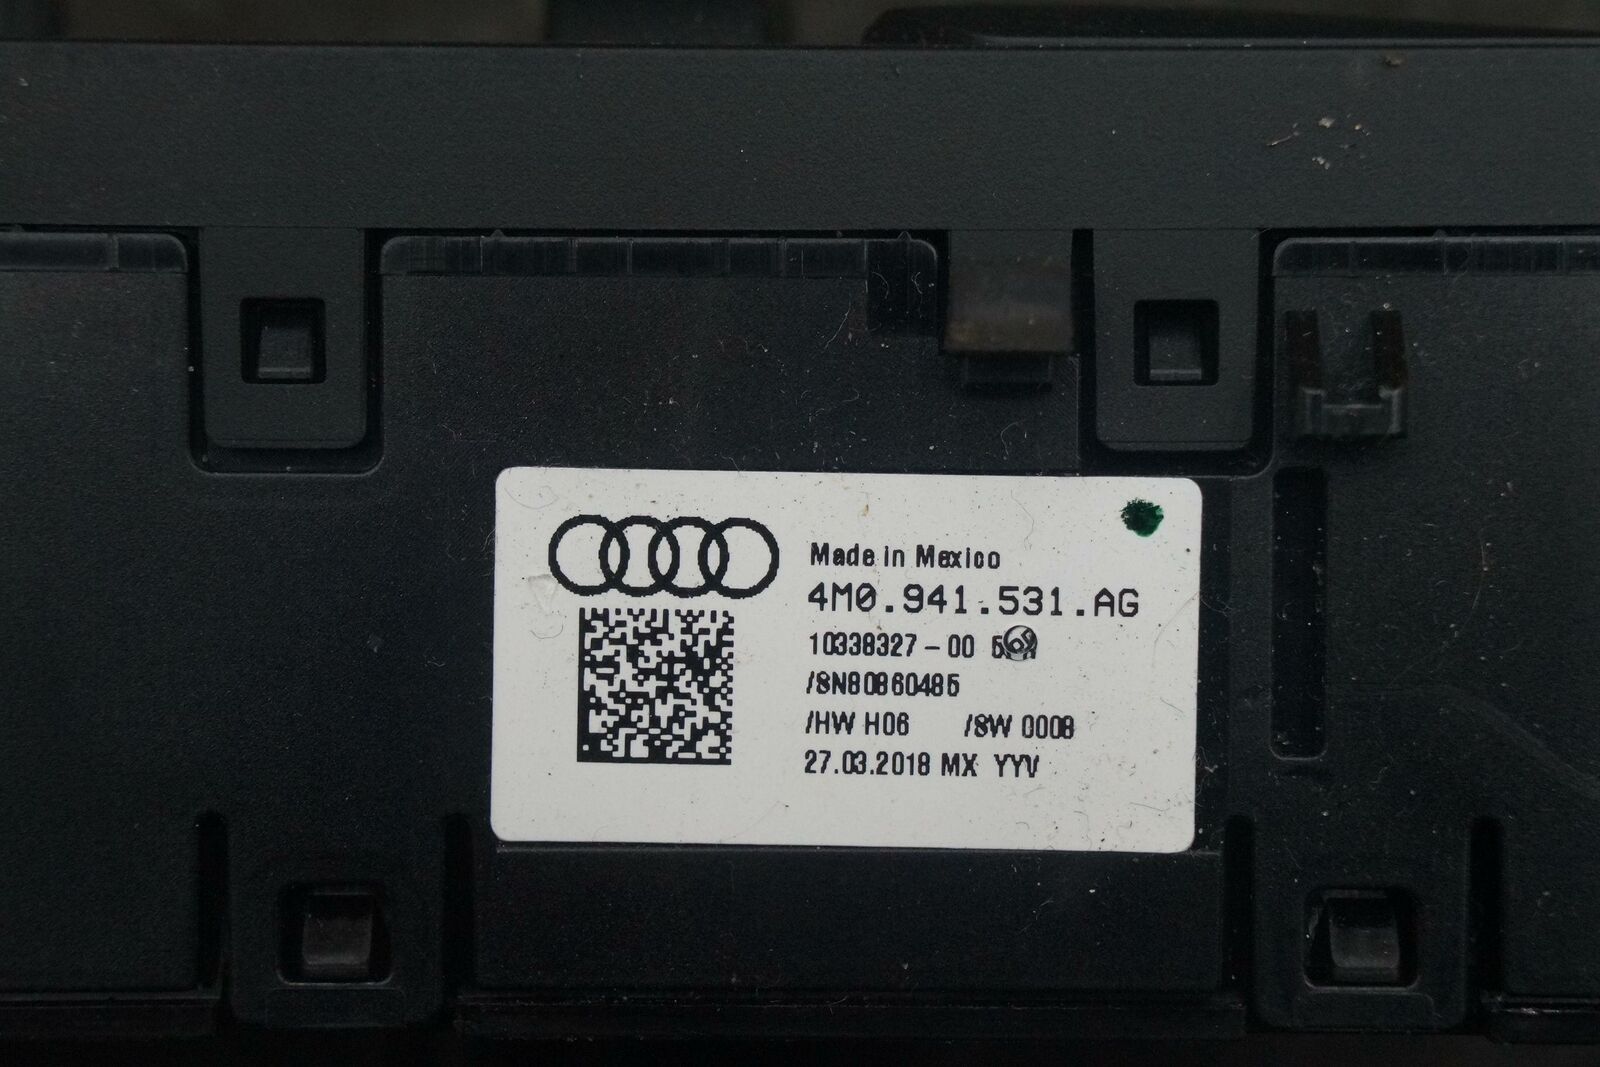 Made in Mexico
4M0.941.531.AG
10338327-00
/SN80860485
/HW H06 /SW 0008
27.03.2018 MX YYV